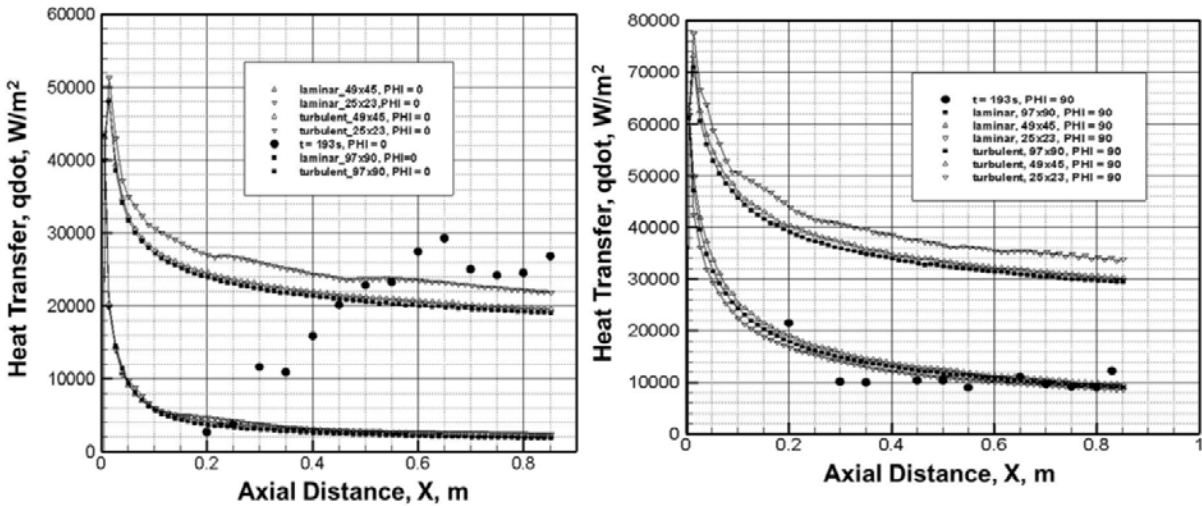 60000
50000
40000
30000
20000
10000
0
Heat Transfer, qdot, W/m²
laminar_49x45, PHI = 0
laminar_25x23,PHI = 0
turbulent_49x45, PHI = 0
turbulent_25x23, PHI = 0
t = 193s, PHI = 0
laminar_97x90, PHI=0
turbulent_97x90, PHI = 0
0 0.2 0.4 0.6 0.8
Axial Distance, X, m
80000
70000
60000
50000
40000
30000
20000
10000
0
Heat Transfer, qdot, W/m²
t = 193s, PHI = 90
laminar, 97x90, PHI = 90
laminar, 49x45, PHI = 90
laminar, 25x23, PHI = 90
turbulent, 97x90, PHI = 90
turbulent, 49x45, PHI = 90
turbulent, 25x23, PHI = 90
0 0.2 0.4 0.6 0.8 1
Axial Distance, X, m